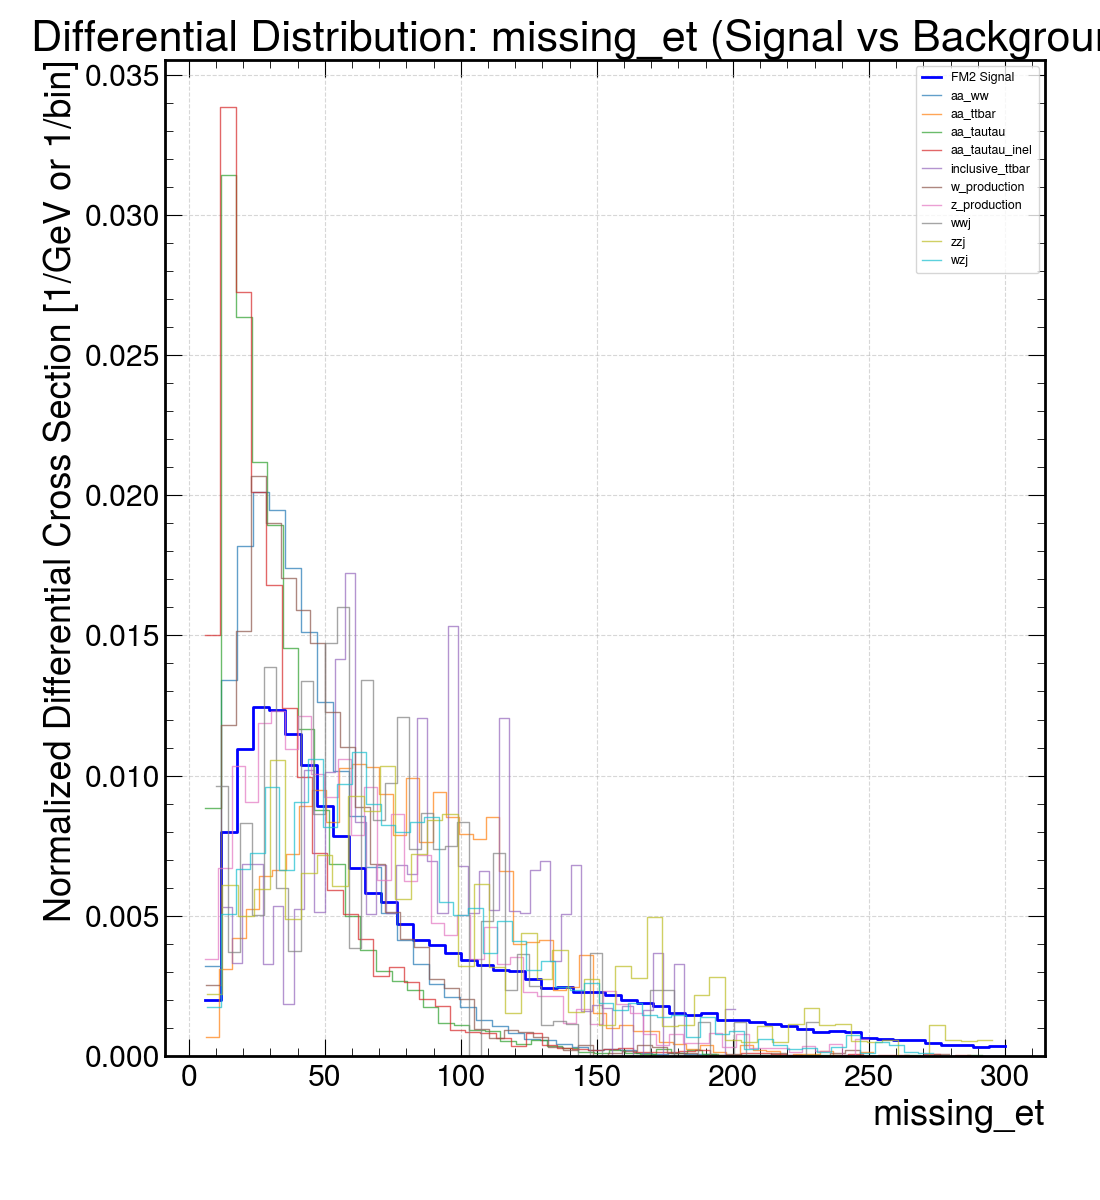 Differential Distribution: missing_et (Signal vs Backgrou
Normalized Differential Cross Section [1/GeV or 1/bin]
0.035
0.030
0.025
0.020
0.015
0.010
0.005
0.000
FM2 Signal
aa_ww
aa_ttbar
aa_tautau
aa_tautau_inel
inclusive_ttbar
w_production
z_production
wwj
zzj
wzj
0 50 100 150 200 250 300
missing_et